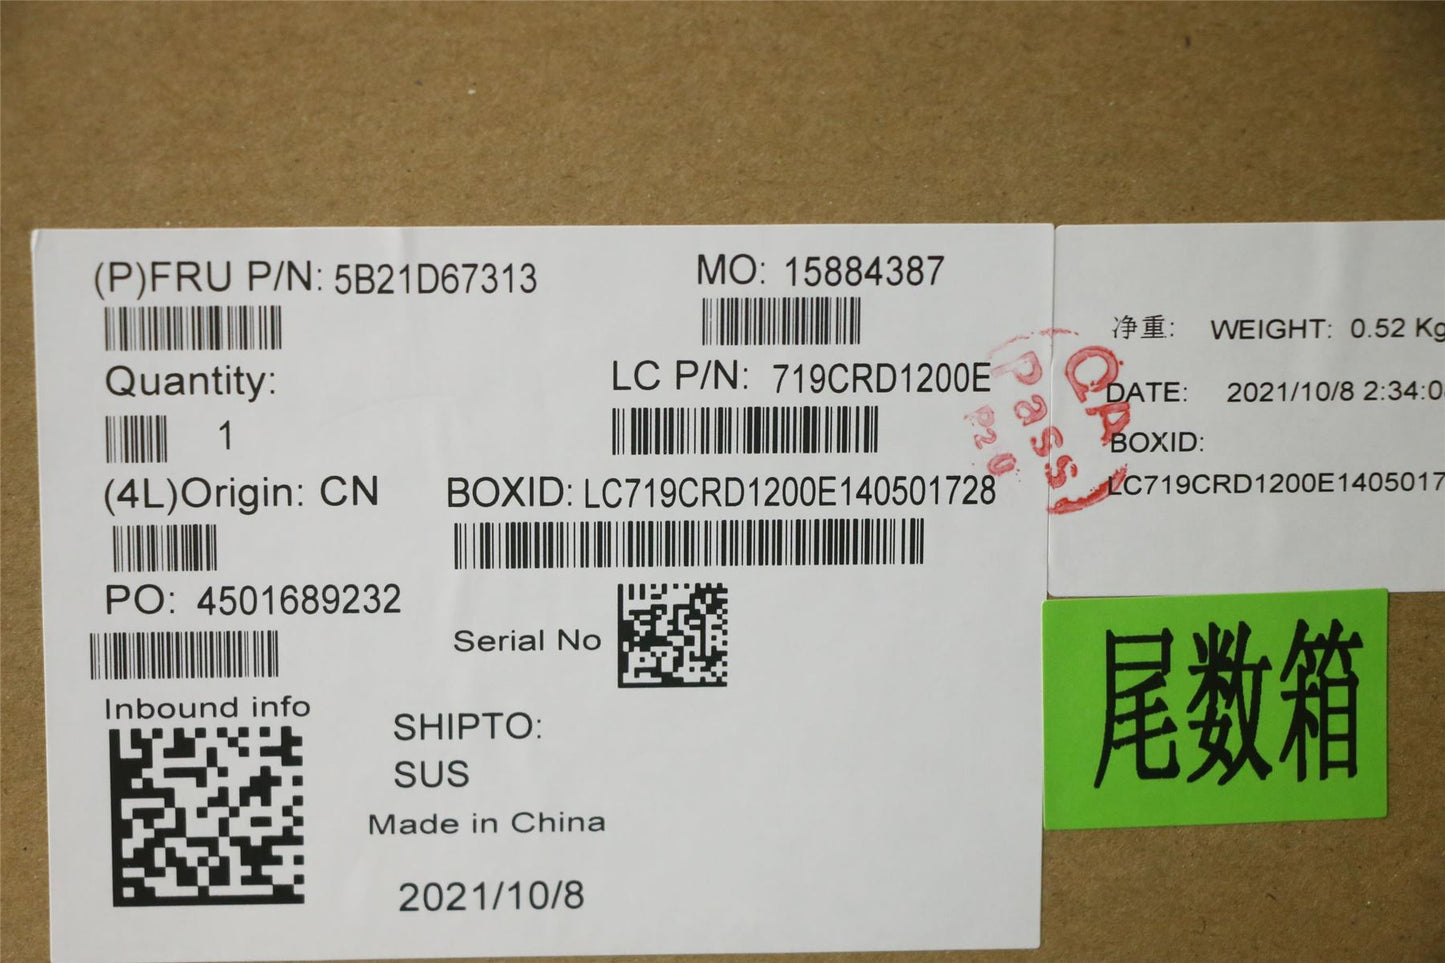 (P)FRU P/N: 5B21D67313
MO: 15884387
Quantity:
1
LC P/N: 719CRD1200E
(4L)Origin: CN
BOXID: LC719CRD1200E140501728
PO: 4501689232
Serial No
Inbound info
SHIPTO:
SUS
Made in China
2021/10/8
净重: WEIGHT: 0.52 Kg
DATE: 2021/10/8 2:34:0
BOXID:
LC719CRD1200E1405017
QA
Pass
P20
尾数箱